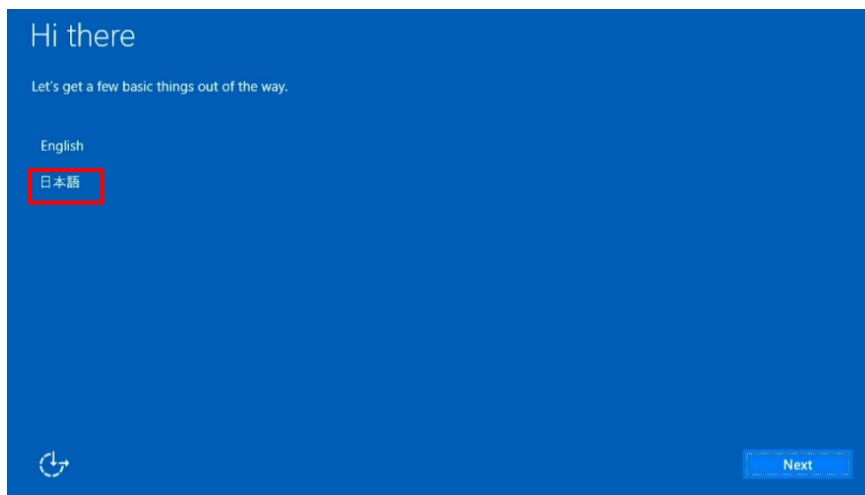 Hi there
Let's get a few basic things out of the way.
English
日本語
Next